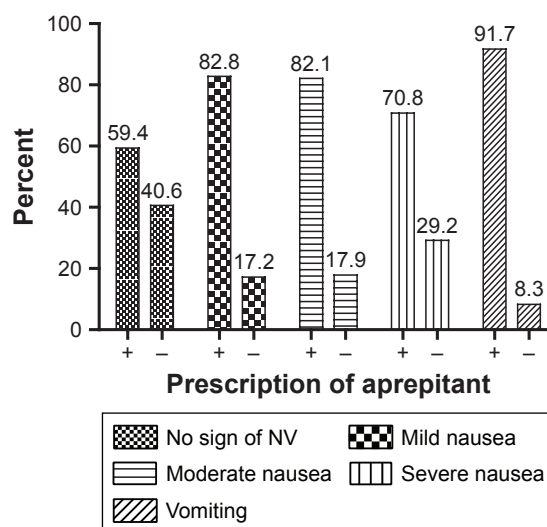 100
80
60
40
20
0
Percent
59.4
40.6
82.8
17.2
82.1
17.9
70.8
29.2
91.7
8.3
+ – + – + – + – + –
Prescription of aprepitant
No sign of NV Mild nausea
Moderate nausea Severe nausea
Vomiting